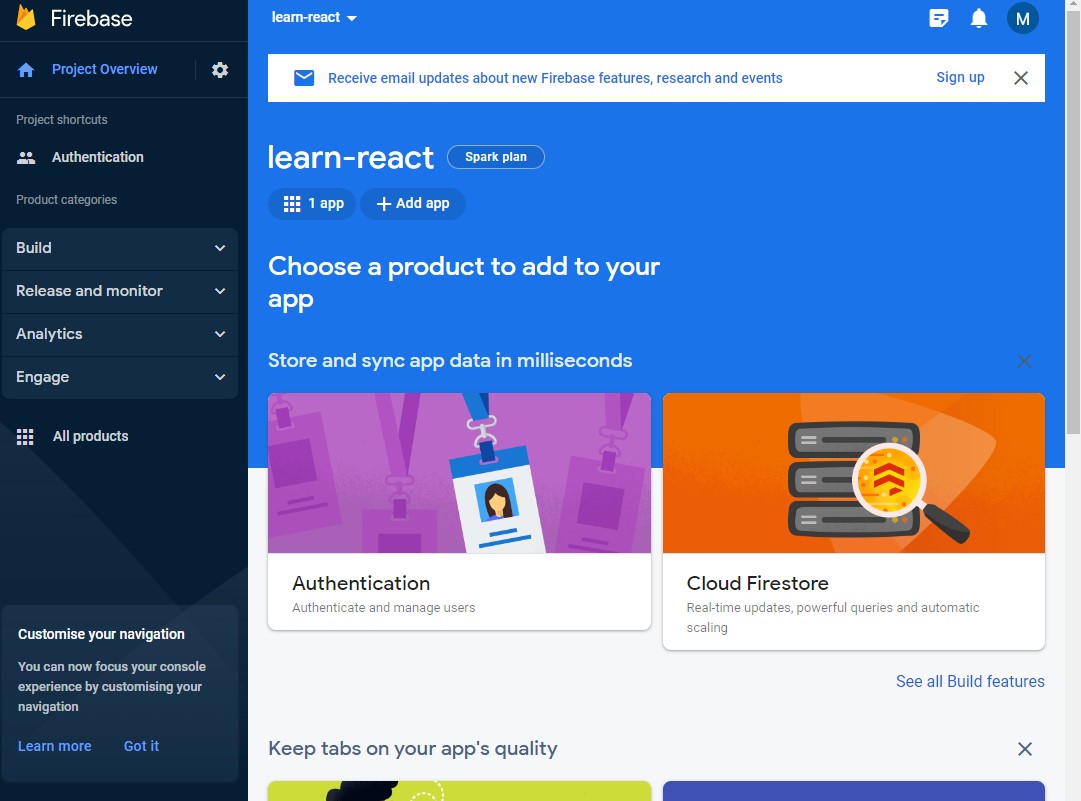 Firebase
Project Overview
Project shortcuts
Authentication
Product categories
Build
Release and monitor
Analytics
Engage
All products
Customise your navigation
You can now focus your console
experience by customising your
navigation
Learn more Got it
learn-react
M
Receive email updates about new Firebase features, research and events Sign up
learn-react Spark plan
1 app Add app
Choose a product to add to your
app
Store and sync app data in milliseconds
Authentication
Authenticate and manage users
Cloud Firestore
Real-time updates, powerful queries and automatic
scaling
See all Build features
Keep tabs on your app's quality